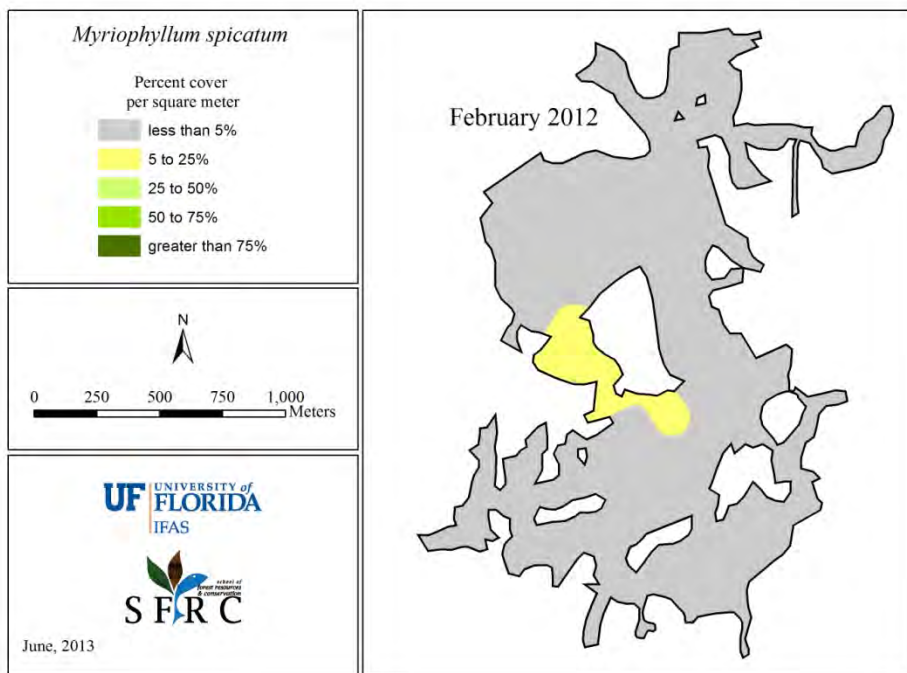 Myriophyllum spicatum
Percent cover
per square meter
less than 5%
5 to 25%
25 to 50%
50 to 75%
greater than 75%
N
0 250 500 750 1,000
Meters
UF UNIVERSITY of
FLORIDA
IFAS
school of
forest resources
& conservation
SFRC
June, 2013
February 2012